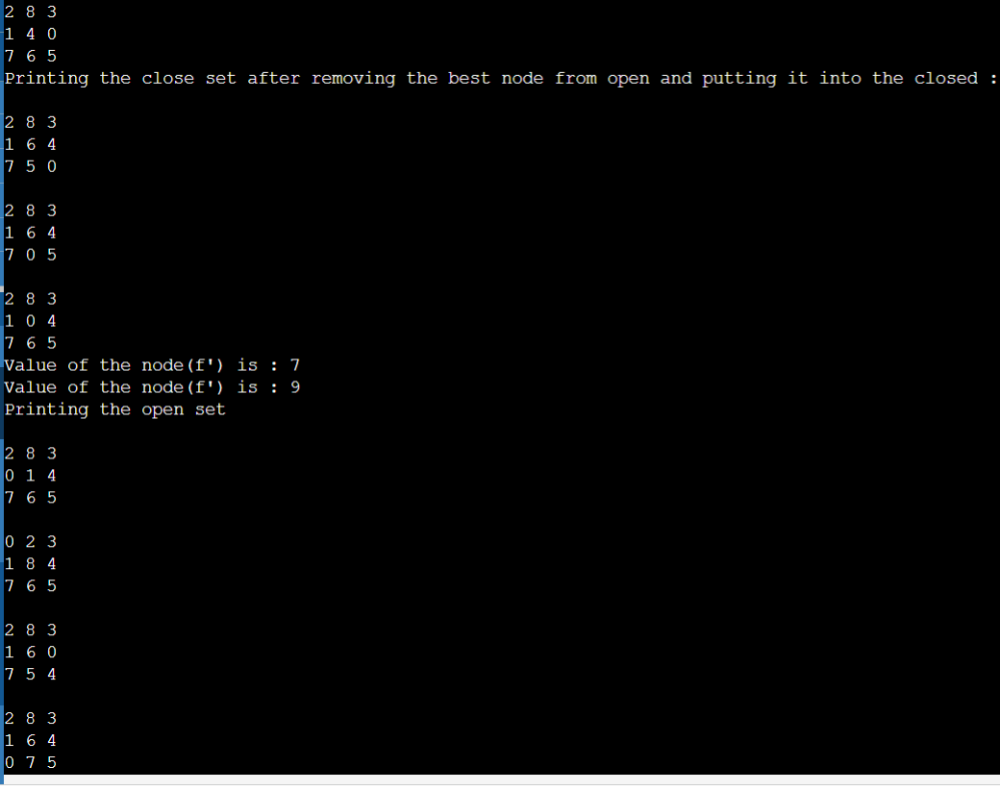 2 8 3
1 4 0
7 6 5
Printing the close set after removing the best node from open and putting it into the closed :
2 8 3
1 6 4
7 5 0
2 8 3
1 6 4
7 0 5
2 8 3
1 0 4
7 6 5
Value of the node(f') is : 7
Value of the node(f') is : 9
Printing the open set
2 8 3
0 1 4
7 6 5
0 2 3
1 8 4
7 6 5
2 8 3
1 6 0
7 5 4
2 8 3
1 6 4
0 7 5